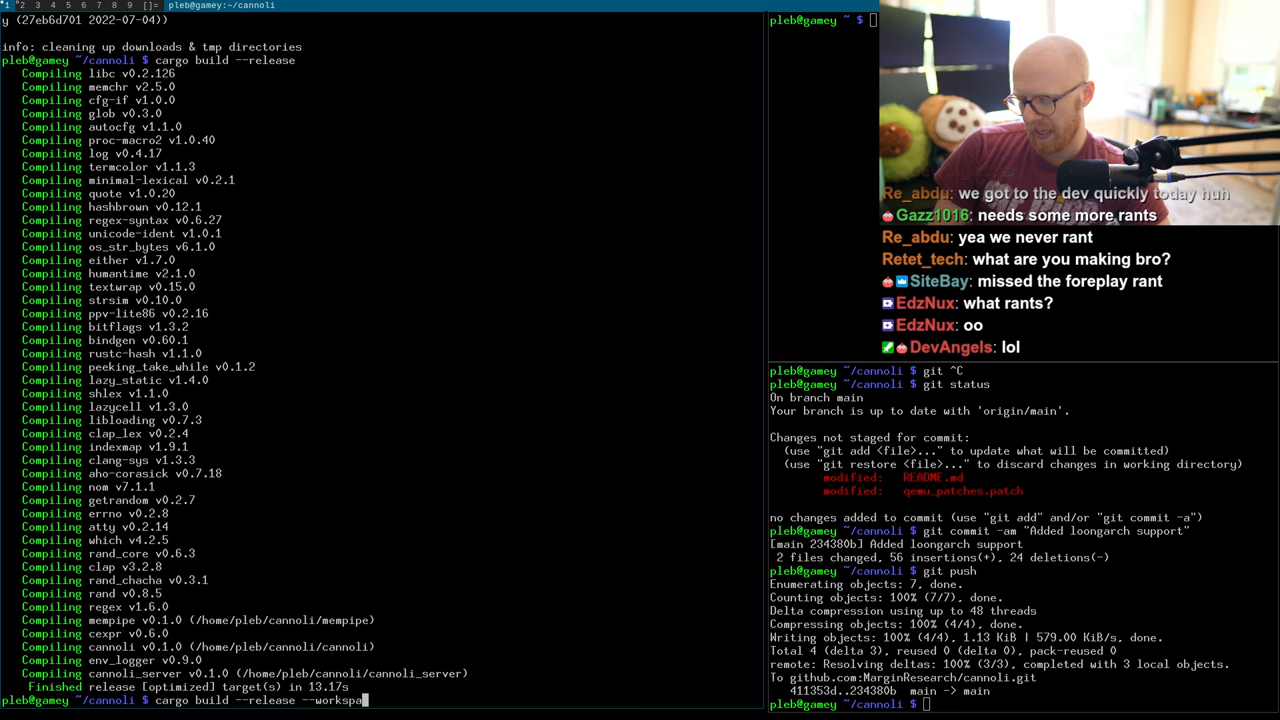 1 2 3 4 5 6 7 8 9 []= pleb@gamey:~/cannoli
y (27eb6d701 2022-07-04))
info: cleaning up downloads & tmp directories
pleb@gamey ~/cannoli $ cargo build --release
Compiling libc v0.2.126
Compiling memchr v2.5.0
Compiling cfg-if v1.0.0
Compiling glob v0.3.0
Compiling autocfg v1.1.0
Compiling proc-macro2 v1.0.40
Compiling log v0.4.17
Compiling termcolor v1.1.3
Compiling minimal-lexical v0.2.1
Compiling quote v1.0.20
Compiling hashbrown v0.12.1
Compiling regex-syntax v0.6.27
Compiling unicode-ident v1.0.1
Compiling os_str_bytes v6.1.0
Compiling either v1.7.0
Compiling humantime v2.1.0
Compiling textwrap v0.15.0
Compiling strsim v0.10.0
Compiling ppv-lite86 v0.2.16
Compiling bitflags v1.3.2
Compiling bindgen v0.60.1
Compiling rustc-hash v1.1.0
Compiling peeking_take_while v0.1.2
Compiling lazy_static v1.4.0
Compiling shlex v1.1.0
Compiling lazycell v1.3.0
Compiling libloading v0.7.3
Compiling clap_lex v0.2.4
Compiling indexmap v1.9.1
Compiling clang-sys v1.3.3
Compiling aho-corasick v0.7.18
Compiling nom v7.1.1
Compiling getrandom v0.2.7
Compiling errno v0.2.8
Compiling atty v0.2.14
Compiling which v4.2.5
Compiling rand_core v0.6.3
Compiling clap v3.2.8
Compiling rand_chacha v0.3.1
Compiling rand v0.8.5
Compiling regex v1.6.0
Compiling mempipe v0.1.0 (/home/pleb/cannoli/mempipe)
Compiling cexpr v0.6.0
Compiling cannoli v0.1.0 (/home/pleb/cannoli/cannoli)
Compiling env_logger v0.9.0
Compiling cannoli_server v0.1.0 (/home/pleb/cannoli/cannoli_server)
Finished release [optimized] target(s) in 13.17s
pleb@gamey ~/cannoli $ cargo build --release --workspa
pleb@gamey ~ $
Re_abdu: we got to the dev quickly today huh
Gazz1016: needs some more rants
Re_abdu: yea we never rant
Retet_tech: what are you making bro?
SiteBay: missed the foreplay rant
EdzNux: what rants?
EdzNux: oo
DevAngels: lol
pleb@gamey ~/cannoli $ git ^C
pleb@gamey ~/cannoli $ git status
On branch main
Your branch is up to date with 'origin/main'.
Changes not staged for commit:
(use "git add <file>..." to update what will be committed)
(use "git restore <file>..." to discard changes in working directory)
modified: README.md
modified: qemu_patches.patch
no changes added to commit (use "git add" and/or "git commit -a")
pleb@gamey ~/cannoli $ git commit -am "Added loongarch support"
[main 234380b] Added loongarch support
2 files changed, 56 insertions(+), 24 deletions(-)
pleb@gamey ~/cannoli $ git push
Enumerating objects: 7, done.
Counting objects: 100% (7/7), done.
Delta compression using up to 48 threads
Compressing objects: 100% (4/4), done.
Writing objects: 100% (4/4), 1.13 KiB | 579.00 KiB/s, done.
Total 4 (delta 3), reused 0 (delta 0), pack-reused 0
remote: Resolving deltas: 100% (3/3), completed with 3 local objects.
To github.com:MarginResearch/cannoli.git
411353d..234380b main -> main
pleb@gamey ~/cannoli $